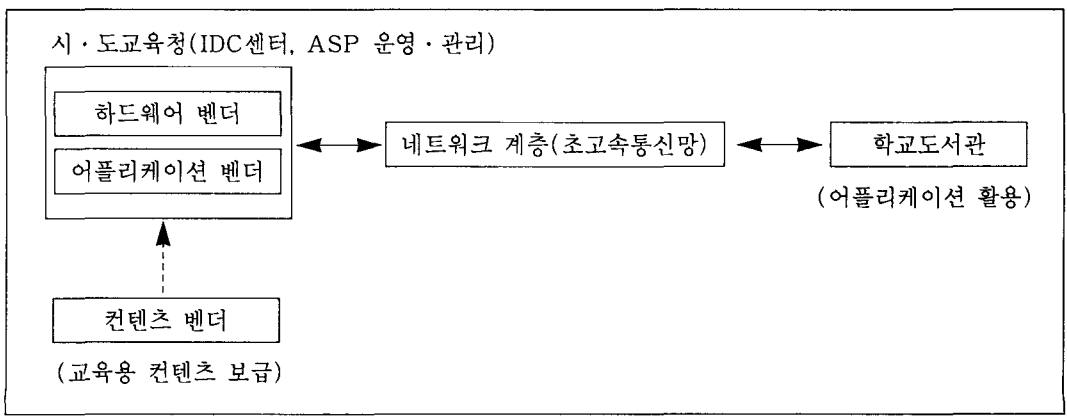 시·도교육청(IDC센터, ASP 운영·관리)
하드웨어 벤더
어플리케이션 벤더
네트워크 계층(초고속통신망)
학교도서관
(어플리케이션 활용)
컨텐츠 벤더
(교육용 컨텐츠 보급)